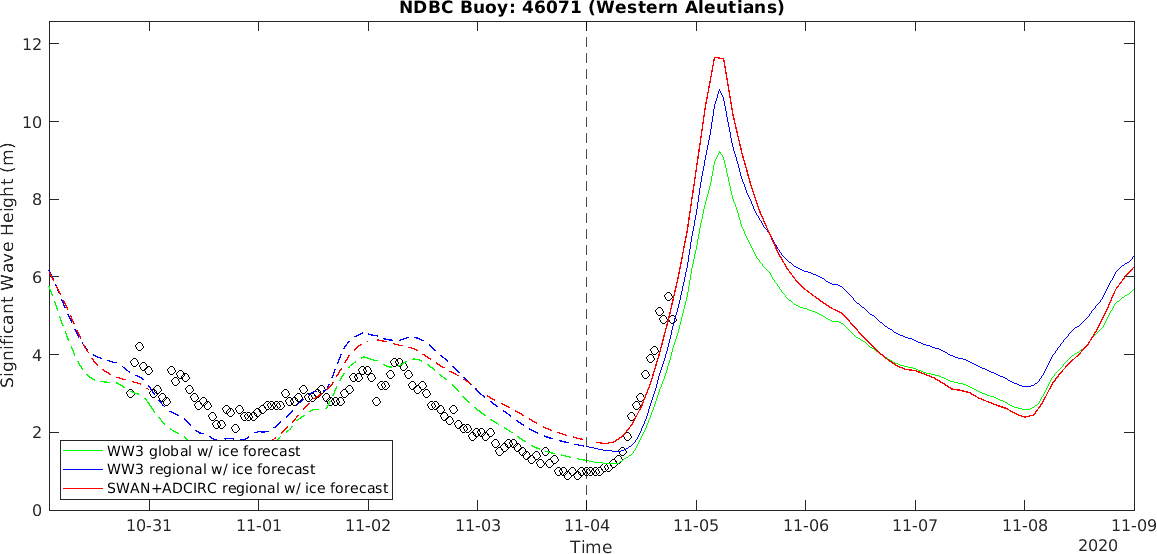 NDBC Buoy: 46071 (Western Aleutians)
12
10
8
6
4
2
0
Significant Wave Height (m)
WW3 global w/ ice forecast
WW3 regional w/ ice forecast
SWAN+ADCIRC regional w/ ice forecast
10-31 11-01 11-02 11-03 11-04 11-05 11-06 11-07 11-08 11-09
Time
2020